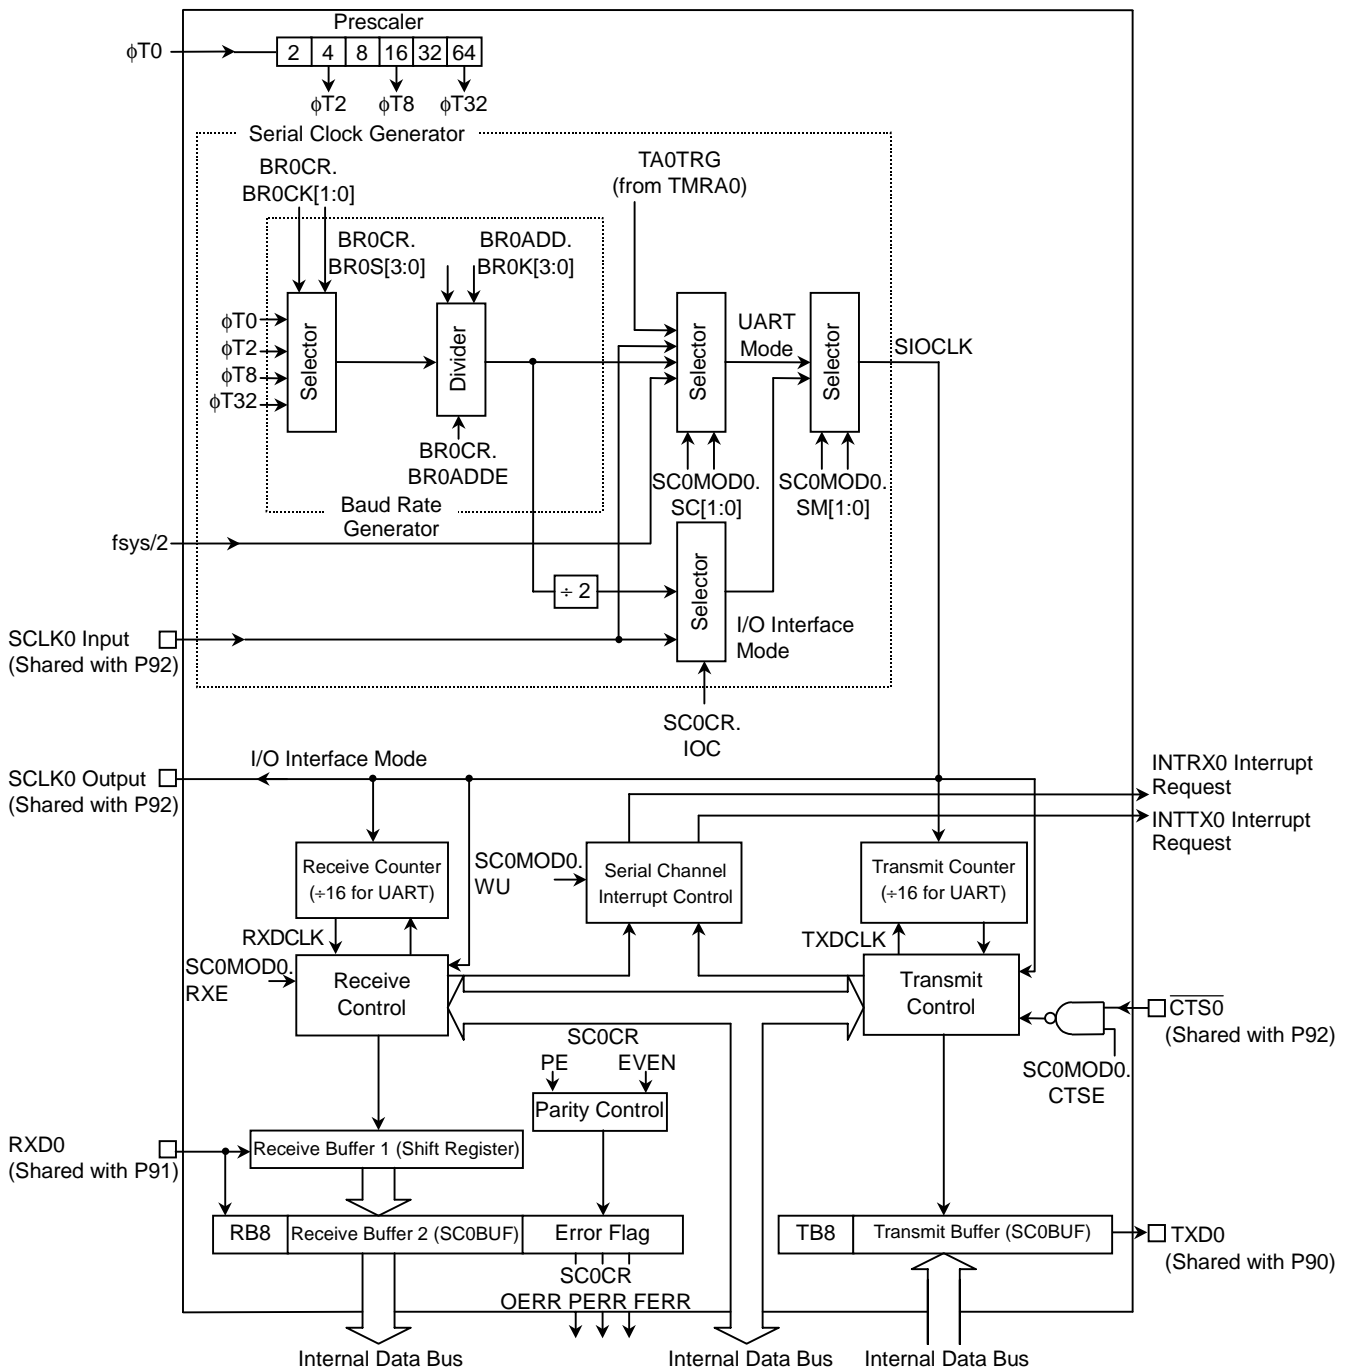 Prescaler
ϕT0
2 4 8 16 32 64
ϕT2 ϕT8 ϕT32
Serial Clock Generator
BR0CR.
BR0CK[1:0]
TA0TRG
(from TMRA0)
BR0CR.
BR0S[3:0]
BR0ADD.
BR0K[3:0]
ϕT0
ϕT2
ϕT8
ϕT32
Selector
Divider
Selector
UART
Mode
Selector
SIOCLK
BR0CR.
BR0ADDE
SC0MOD0.
SC[1:0]
SC0MOD0.
SM[1:0]
Baud Rate
Generator
fsys/2
÷ 2
Selector
I/O Interface
Mode
SCLK0 Input
(Shared with P92)
SC0CR.
IOC
I/O Interface Mode
SCLK0 Output
(Shared with P92)
INTRX0 Interrupt
Request
INTTX0 Interrupt
Request
Receive Counter
(÷16 for UART)
SC0MOD0.
WU
Serial Channel
Interrupt Control
Transmit Counter
(÷16 for UART)
RXDCLK
TXDCLK
SC0MOD0.
RXE
Receive
Control
Transmit
Control
CTS0
(Shared with P92)
SC0MOD0.
CTSE
SC0CR
PE EVEN
Parity Control
RXD0
(Shared with P91)
Receive Buffer 1 (Shift Register)
RB8 Receive Buffer 2 (SC0BUF) Error Flag
TB8 Transmit Buffer (SC0BUF)
TXD0
(Shared with P90)
SC0CR
OERR PERR FERR
Internal Data Bus
Internal Data Bus
Internal Data Bus